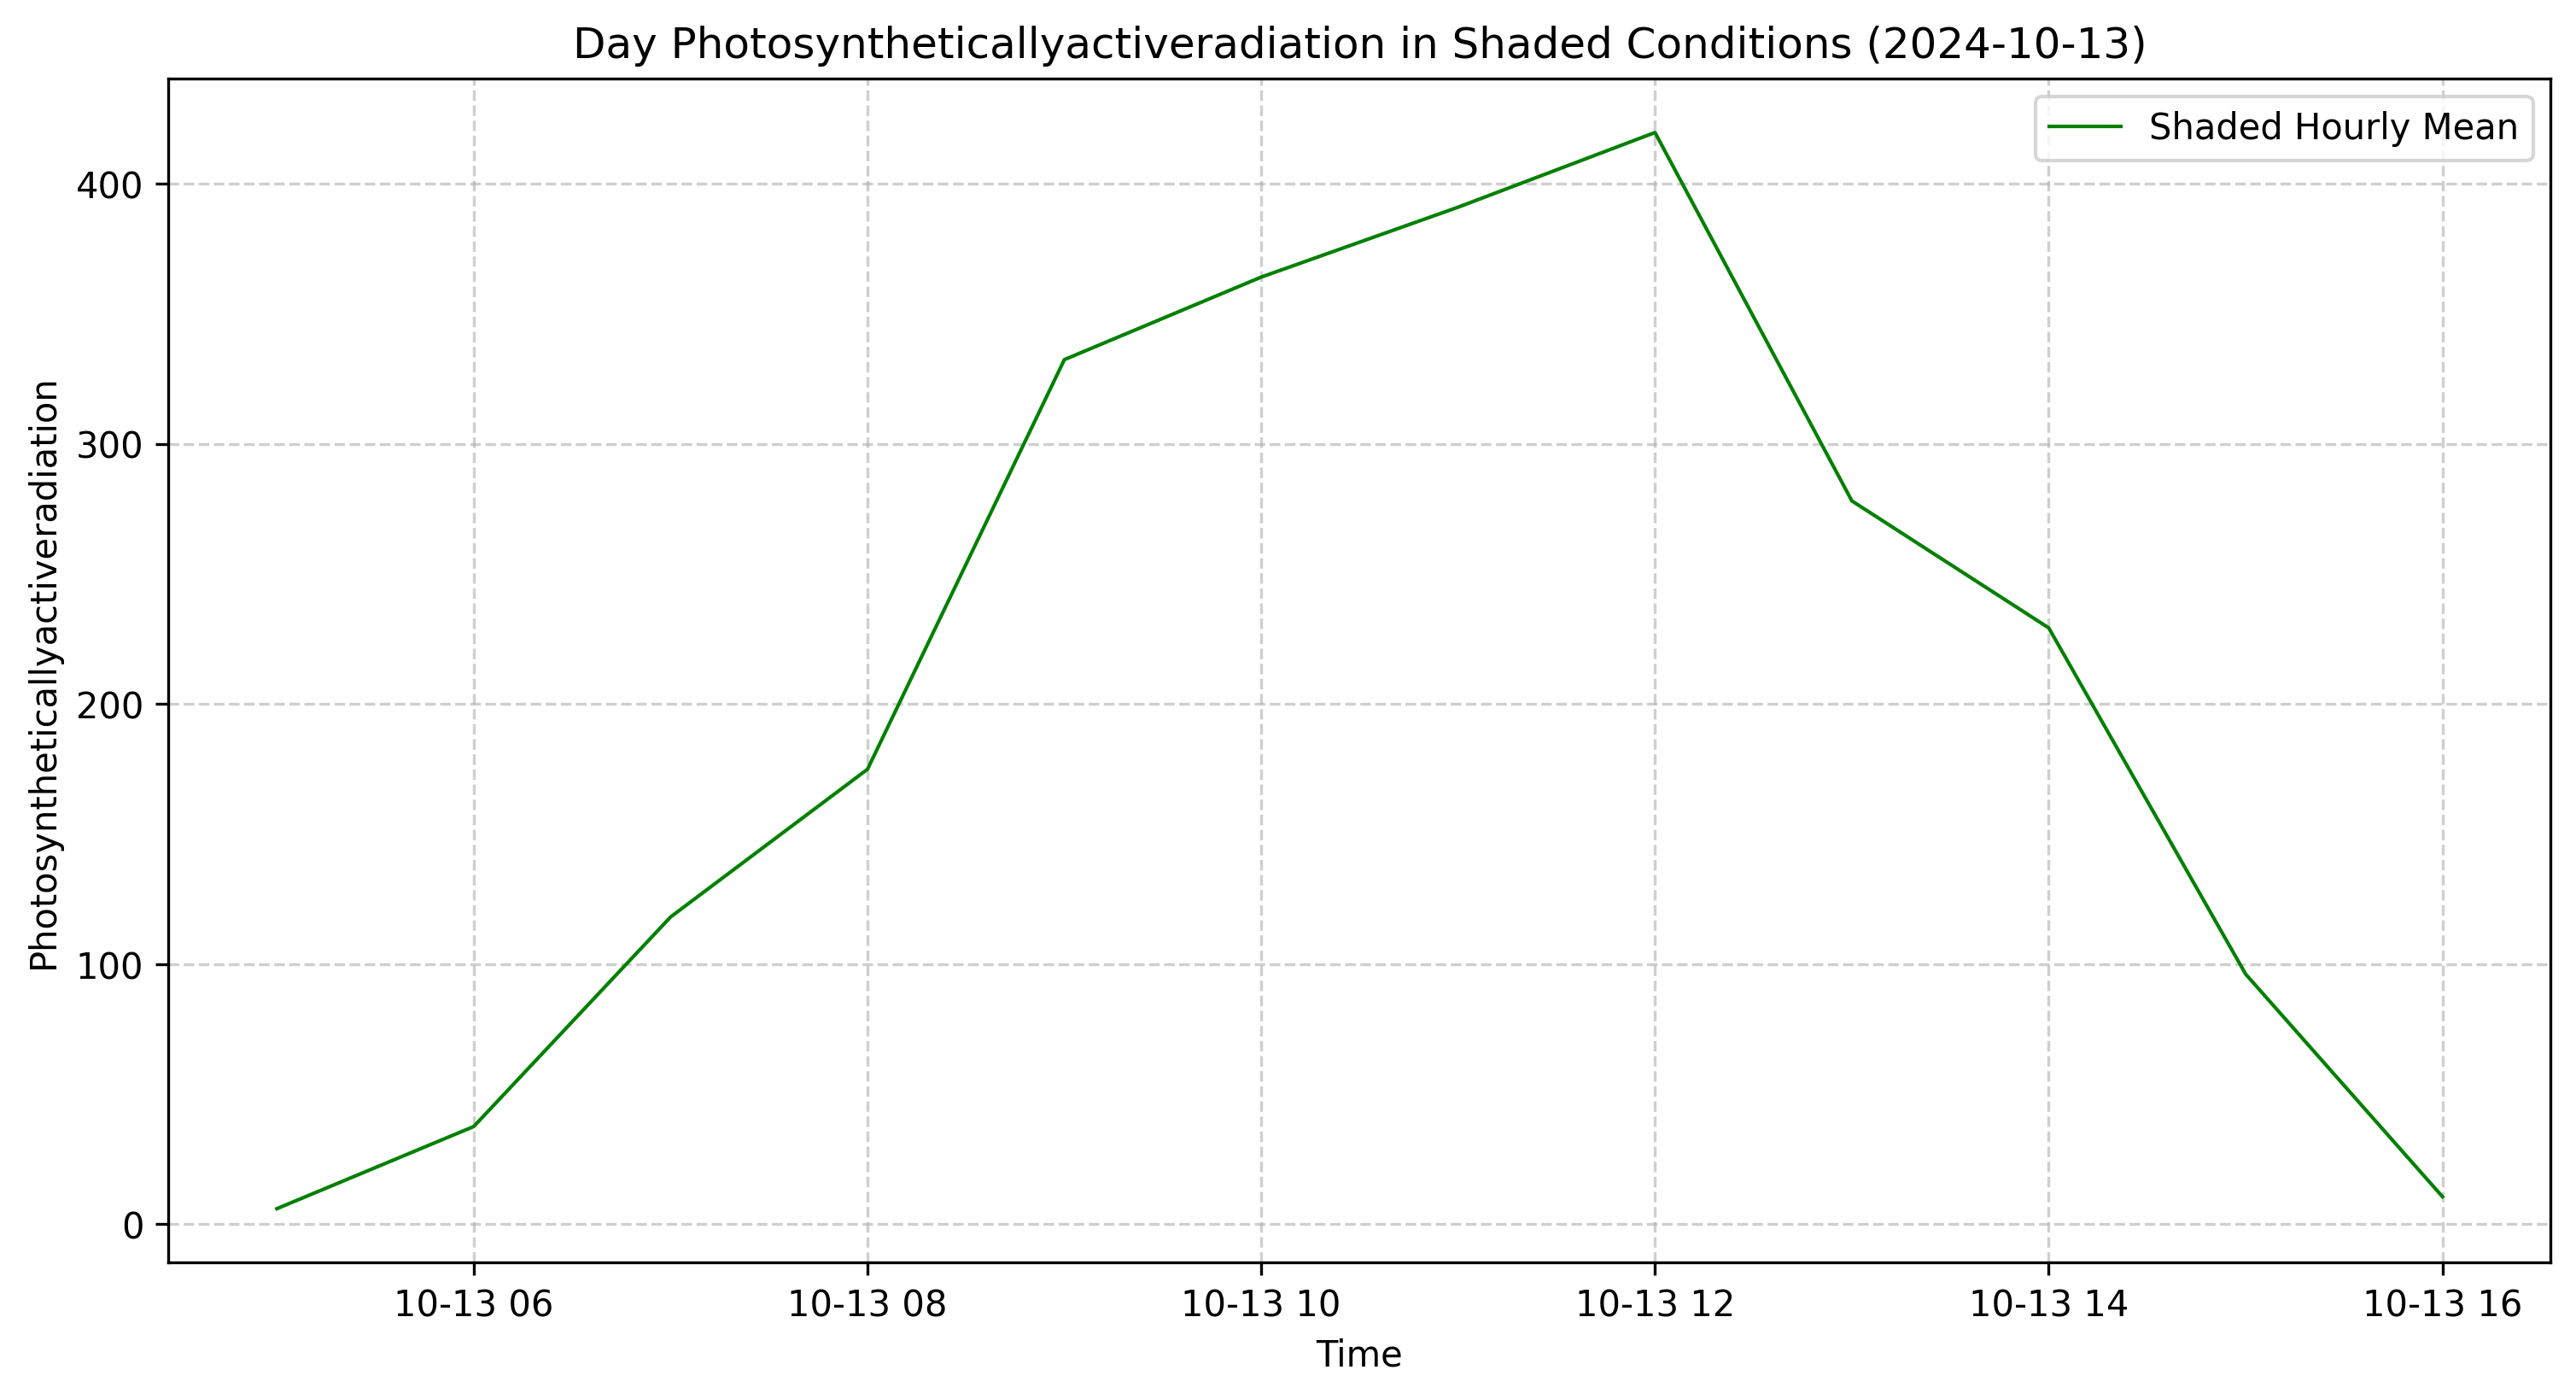 Day Photosyntheticallyactiveradiation in Shaded Conditions (2024-10-13)
Shaded Hourly Mean
Photosyntheticallyactiveradiation
400
300
200
100
0
10-13 06
10-13 08
10-13 10
10-13 12
10-13 14
10-13 16
Time